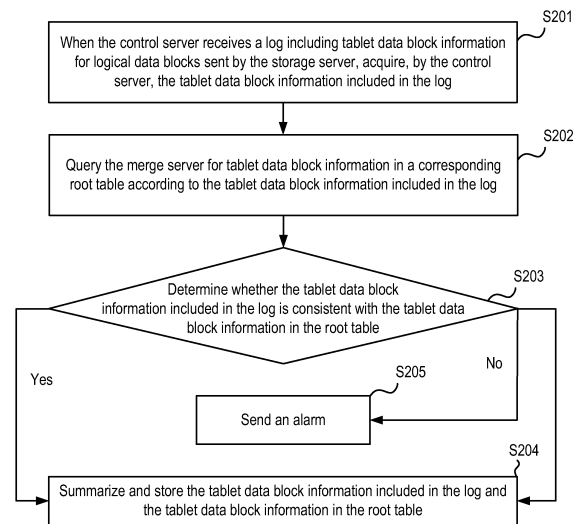 S201
When the control server receives a log including tablet data block information
for logical data blocks sent by the storage server, acquire, by the control
server, the tablet data block information included in the log
S202
Query the merge server for tablet data block information in a corresponding
root table according to the tablet data block information included in the log
S203
Determine whether the tablet data block
information included in the log is consistent with the tablet data
block information in the root table
Yes
No
S205
Send an alarm
S204
Summarize and store the tablet data block information included in the log and
the tablet data block information in the root table